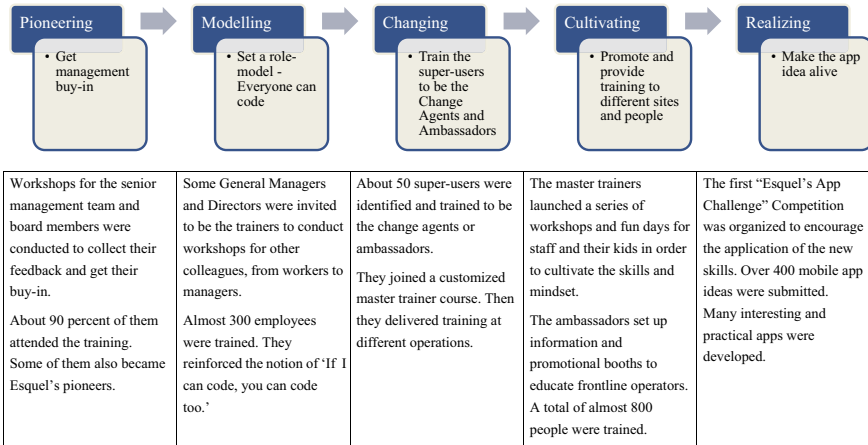 Pioneering
Modelling
Changing
Cultivating
Realizing
• Get
management
buy-in
• Set a role-
model -
Everyone can
code
• Train the
super-users
to be the
Change
Agents and
Ambassadors
• Promote and
provide
training to
different sites
and people
• Make the app
idea alive
Workshops for the senior
management team and
board members were
conducted to collect their
feedback and get their
buy-in.
About 90 percent of them
attended the training.
Some of them also became
Esquel’s pioneers.
Some General Managers
and Directors were invited
to be the trainers to conduct
workshops for other
colleagues, from workers to
managers.
Almost 300 employees
were trained. They
reinforced the notion of ‘If I
can code, you can code
too.’
About 50 super-users were
identified and trained to be
the change agents or
ambassadors.
They joined a customized
master trainer course. Then
they delivered training at
different operations.
The master trainers
launched a series of
workshops and fun days for
staff and their kids in order
to cultivate the skills and
mindset.
The ambassadors set up
information and
promotional booths to
educate frontline operators.
A total of almost 800
people were trained.
The first “Esquel’s App
Challenge” Competition
was organized to encourage
the application of the new
skills. Over 400 mobile app
ideas were submitted.
Many interesting and
practical apps were
developed.